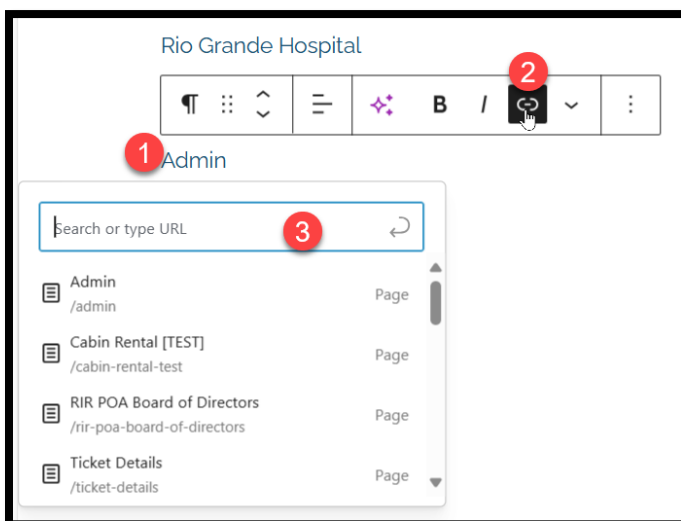 Rio Grande Hospital
2
B I
1
Admin
Search or type URL
3
Admin
/admin
Page
Cabin Rental [TEST]
/cabin-rental-test
Page
RIR POA Board of Directors
/rir-poa-board-of-directors
Page
Ticket Details
/ticket-details
Page